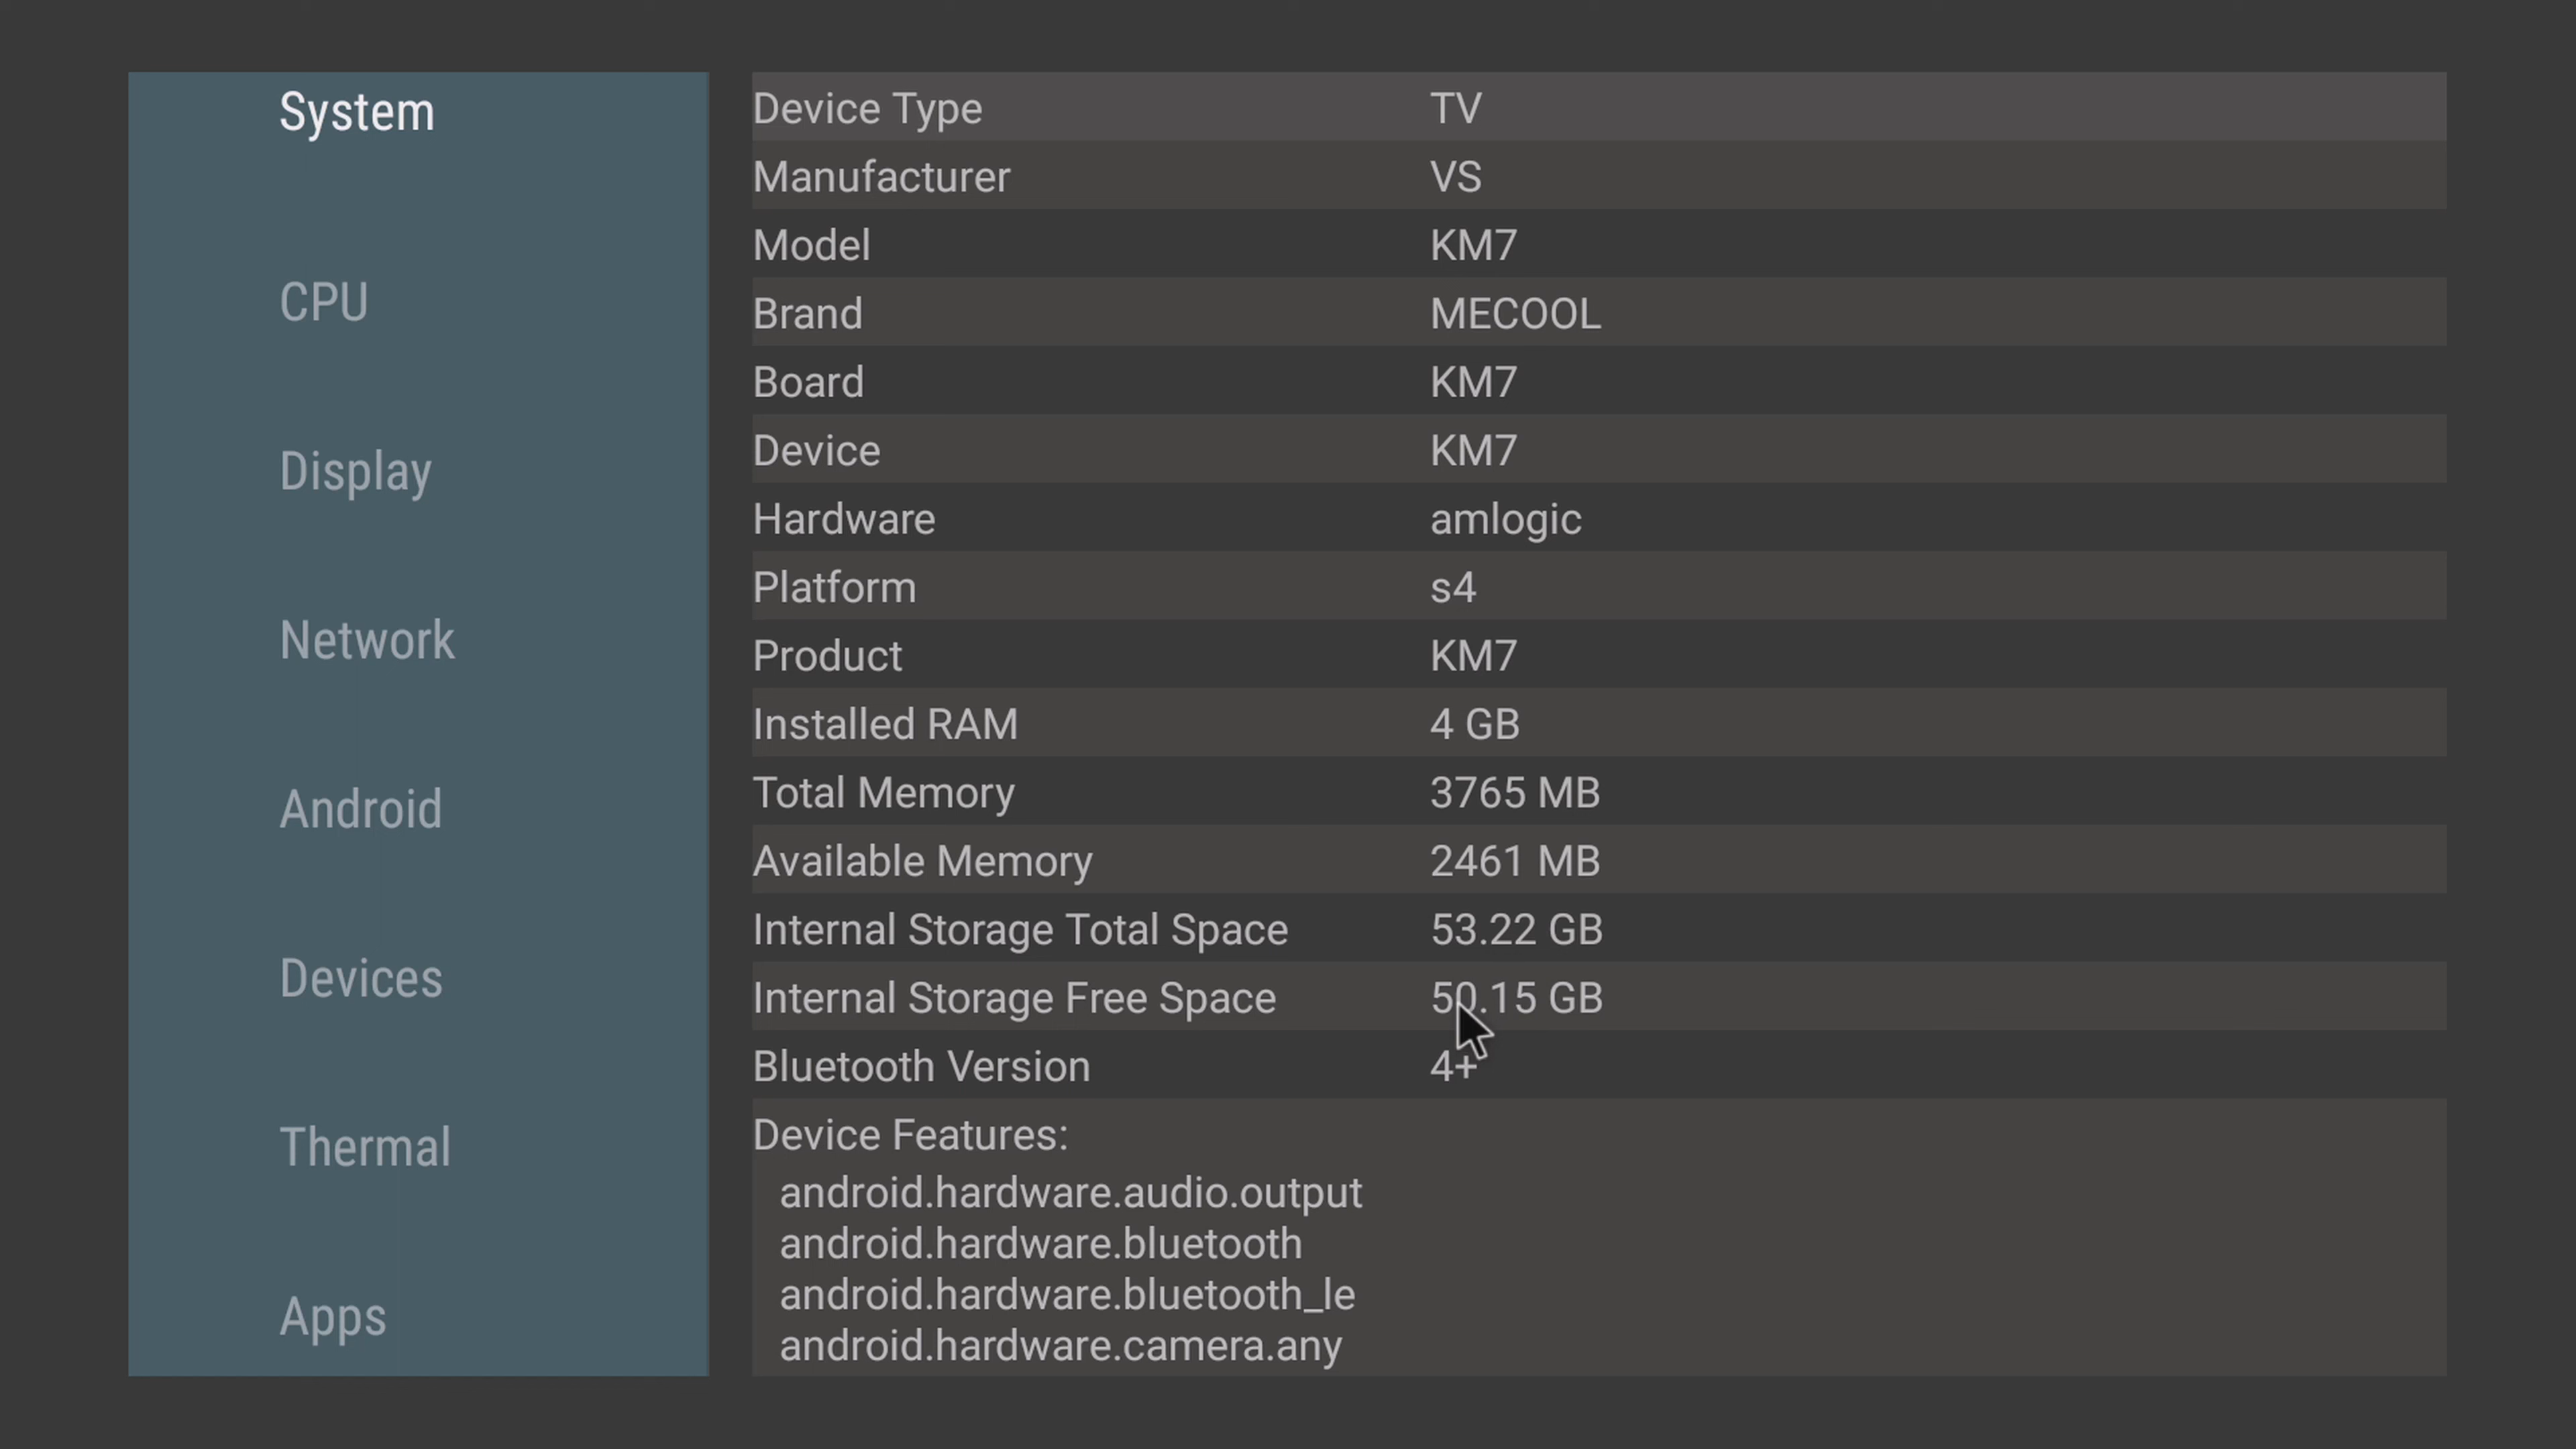 System
CPU
Display
Network
Android
Devices
Thermal
Apps
Device Type TV
Manufacturer VS
Model KM7
Brand MECOOL
Board KM7
Device KM7
Hardware amlogic
Platform s4
Product KM7
Installed RAM 4 GB
Total Memory 3765 MB
Available Memory 2461 MB
Internal Storage Total Space 53.22 GB
Internal Storage Free Space 50.15 GB
Bluetooth Version 4+
Device Features:
android.hardware.audio.output
android.hardware.bluetooth
android.hardware.bluetooth_le
android.hardware.camera.any